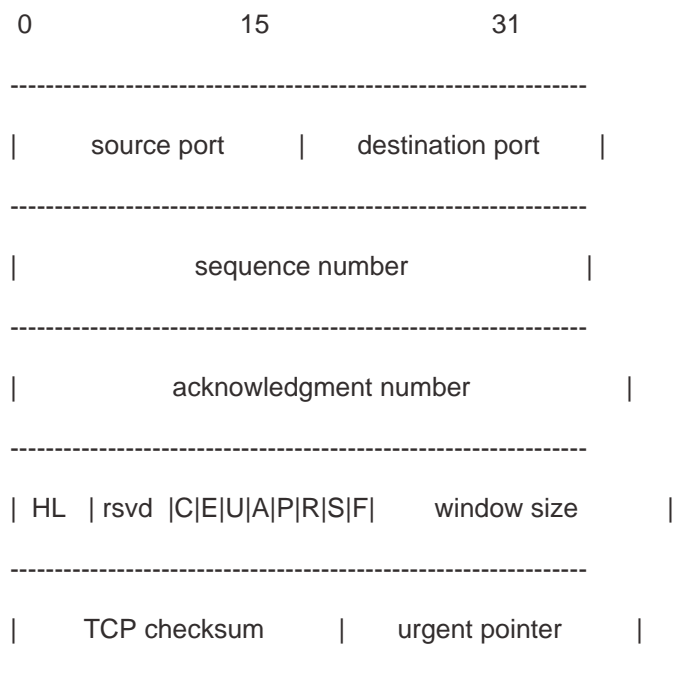 0 15 31
-----------------------------------------------------------------
| source port | destination port |
-----------------------------------------------------------------
| sequence number |
-----------------------------------------------------------------
| acknowledgment number |
-----------------------------------------------------------------
| HL | rsvd |C|E|U|A|P|R|S|F| window size |
-----------------------------------------------------------------
| TCP checksum | urgent pointer |